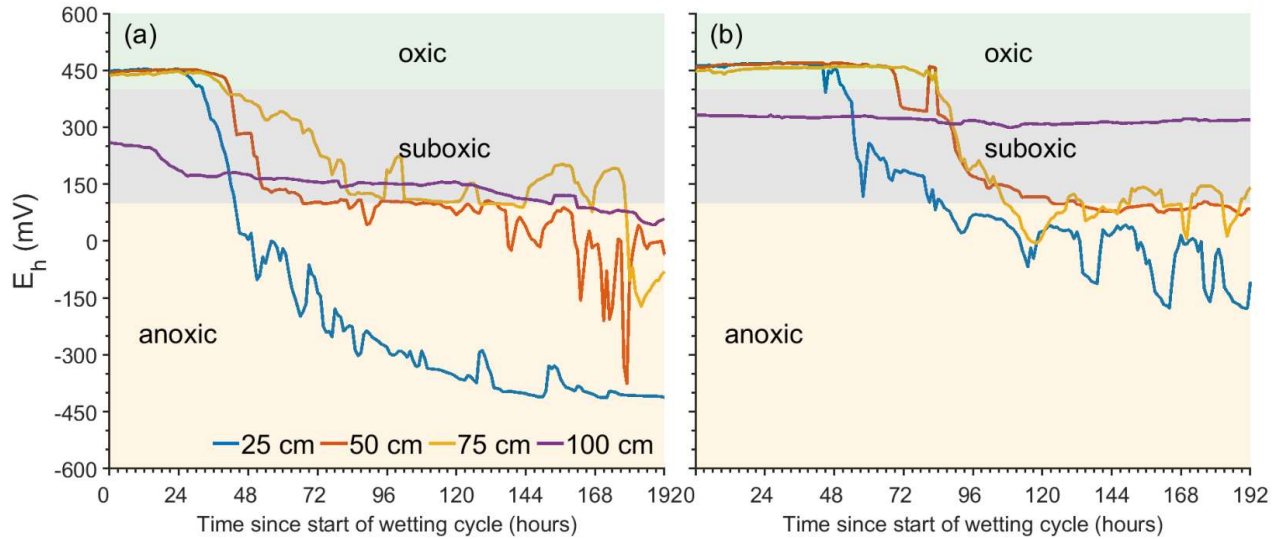 600
450
300
150
0
-150
-300
-450
-600
E_h (mV)
(a)
oxic
suboxic
anoxic
25 cm 50 cm 75 cm 100 cm
0 24 48 72 96 120 144 168 192
Time since start of wetting cycle (hours)
(b)
oxic
suboxic
anoxic
0 24 48 72 96 120 144 168 192
Time since start of wetting cycle (hours)